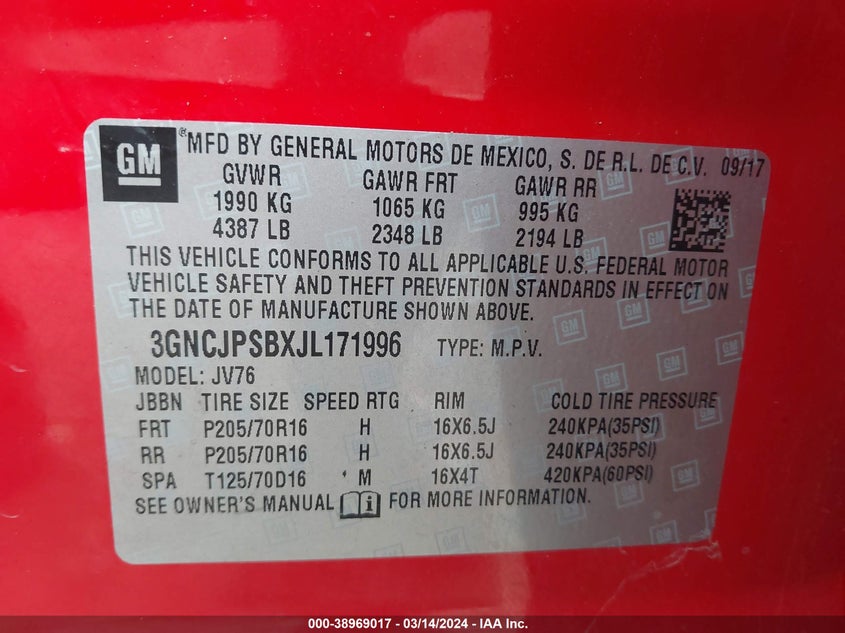 GM
®MFD BY GENERAL MOTORS DE MEXICO, S. DE R.L. DE C.V. 09/17
GVWR GAWR FRT GAWR RR
1990 KG 1065 KG 995 KG
4387 LB 2348 LB 2194 LB
THIS VEHICLE CONFORMS TO ALL APPLICABLE U.S. FEDERAL MOTOR
VEHICLE SAFETY AND THEFT PREVENTION STANDARDS IN EFFECT ON
THE DATE OF MANUFACTURE SHOWN ABOVE.
3GNCJPSBXJL171996 TYPE: M.P.V.
MODEL: JV76
JBBN TIRE SIZE SPEED RTG RIM COLD TIRE PRESSURE
FRT P205/70R16 H 16X6.5J 240KPA(35PSI)
RR P205/70R16 H 16X6.5J 240KPA(35PSI)
SPA T125/70D16 M 16X4T 420KPA(60PSI)
SEE OWNER'S MANUAL i FOR MORE INFORMATION.
000-38969017 - 03/14/2024 - IAA Inc.